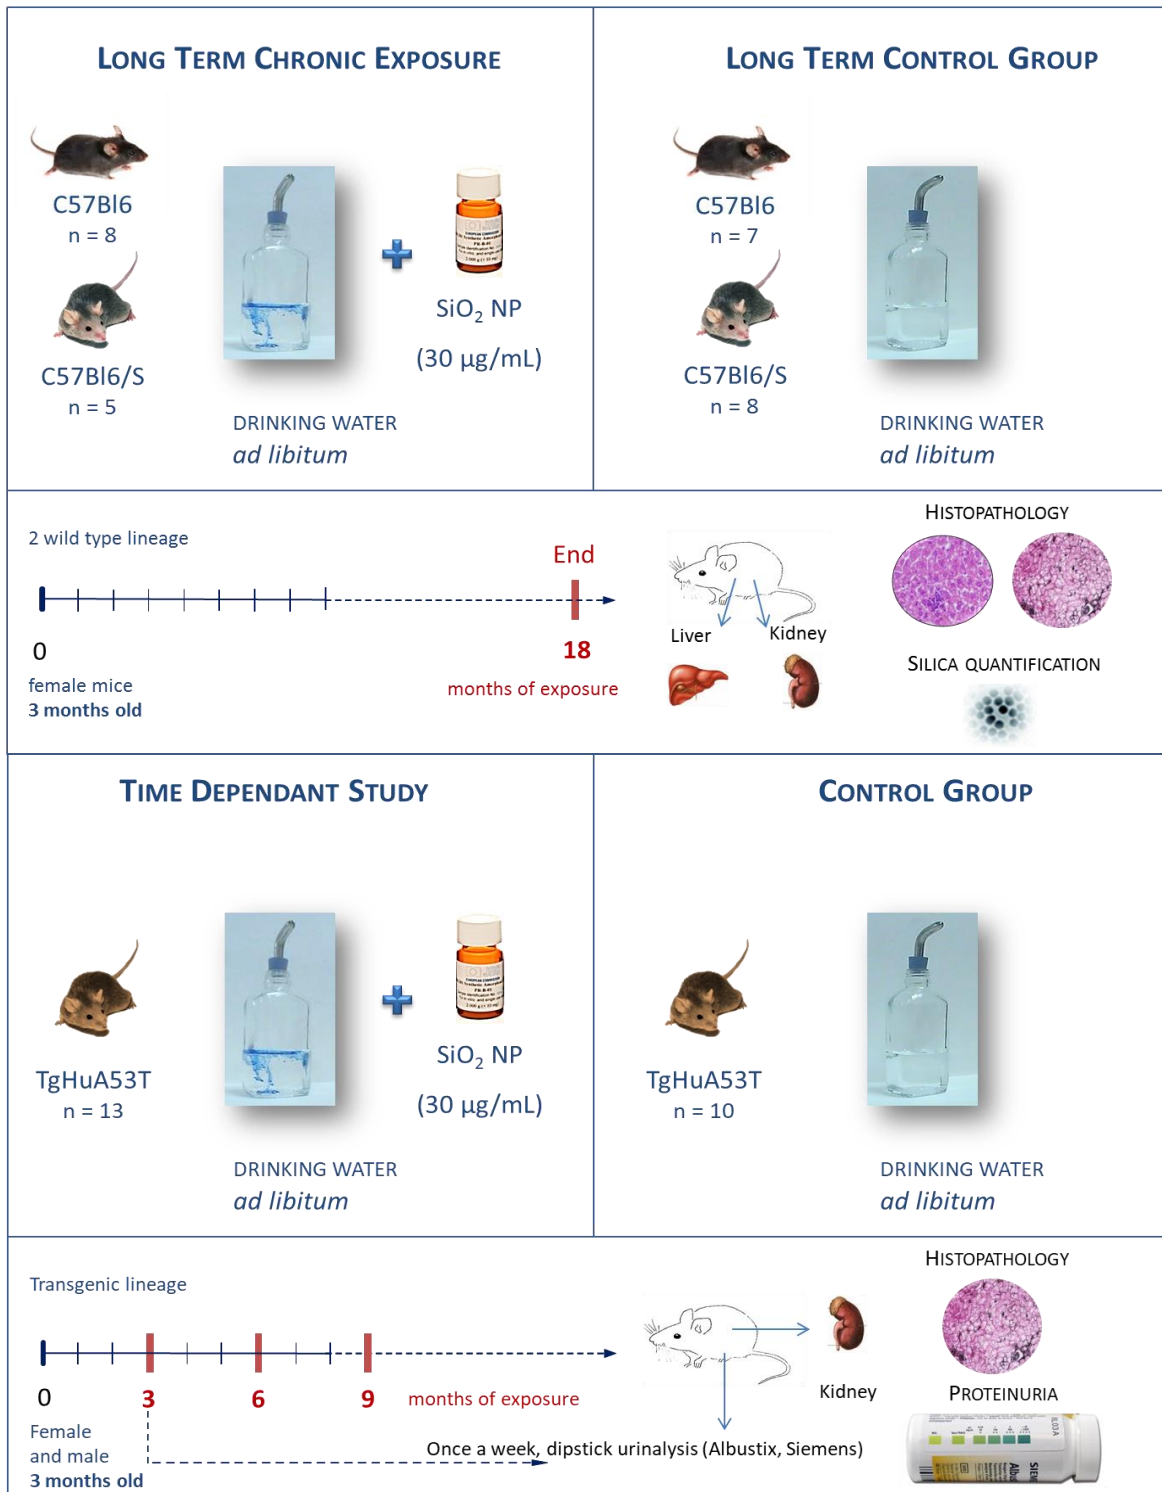 LONG TERM CHRONIC EXPOSURE
C57Bl6
n = 8
C57Bl6/S
n = 5
SiO2 NP
(30 µg/mL)
DRINKING WATER
ad libitum
LONG TERM CONTROL GROUP
C57Bl6
n = 7
C57Bl6/S
n = 8
DRINKING WATER
ad libitum
2 wild type lineage
End
0
18
female mice
3 months old
months of exposure
Liver
Kidney
HISTOPATHOLOGY
SILICA QUANTIFICATION
TIME DEPENDANT STUDY
TgHuA53T
n = 13
SiO2 NP
(30 µg/mL)
DRINKING WATER
ad libitum
CONTROL GROUP
TgHuA53T
n = 10
DRINKING WATER
ad libitum
Transgenic lineage
0
3
6
9
months of exposure
Female
and male
3 months old
Kidney
Once a week, dipstick urinalysis (Albustix, Siemens)
HISTOPATHOLOGY
PROTEINURIA
SIEME
Albus